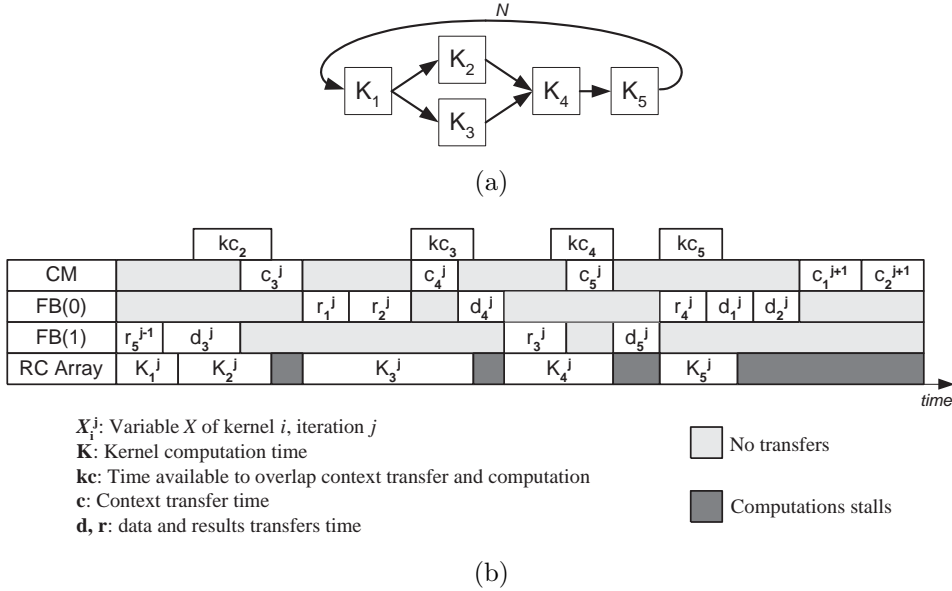 N
K₁ K₂ K₃ K₄ K₅
(a)
kc₂ kc₃ kc₄ kc₅
CM c₃ʲ c₄ʲ c₅ʲ c₁ʲ⁺¹ c₂ʲ⁺¹
FB(0) r₁ʲ r₂ʲ d₄ʲ r₄ʲ d₁ʲ d₂ʲ
FB(1) r₅ʲ⁻¹ d₃ʲ r₃ʲ d₅ʲ
RC Array K₁ʲ K₂ʲ K₃ʲ K₄ʲ K₅ʲ
time
Xᵢʲ: Variable X of kernel i, iteration j
K: Kernel computation time
kc: Time available to overlap context transfer and computation
c: Context transfer time
d, r: data and results transfers time
No transfers
Computations stalls
(b)